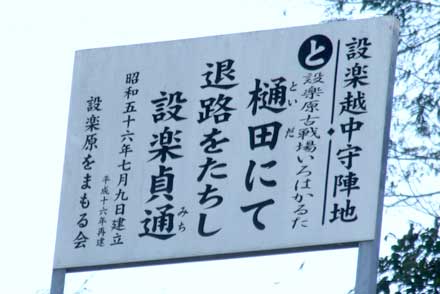 設楽越中守陣地
と
設楽原古戦場いろはかるた
樋田にて
といだ
退路をたちし
設楽貞通
みち
昭和五十六年七月九日建立
平成十六年再建
設楽原をまもる会